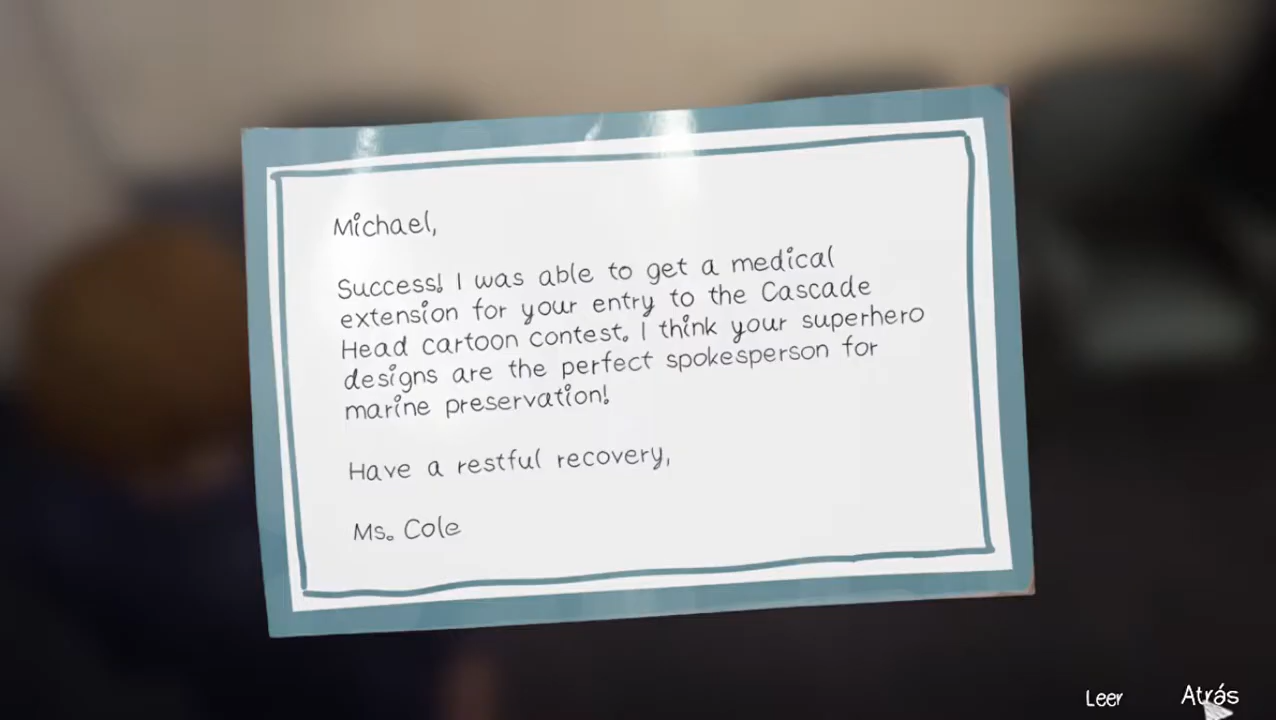 Michael,
Success! I was able to get a medical
extension for your entry to the Cascade
Head cartoon contest. I think your superhero
designs are the perfect spokesperson for
marine preservation!
Have a restful recovery,
Ms. Cole
Leer
Atrás